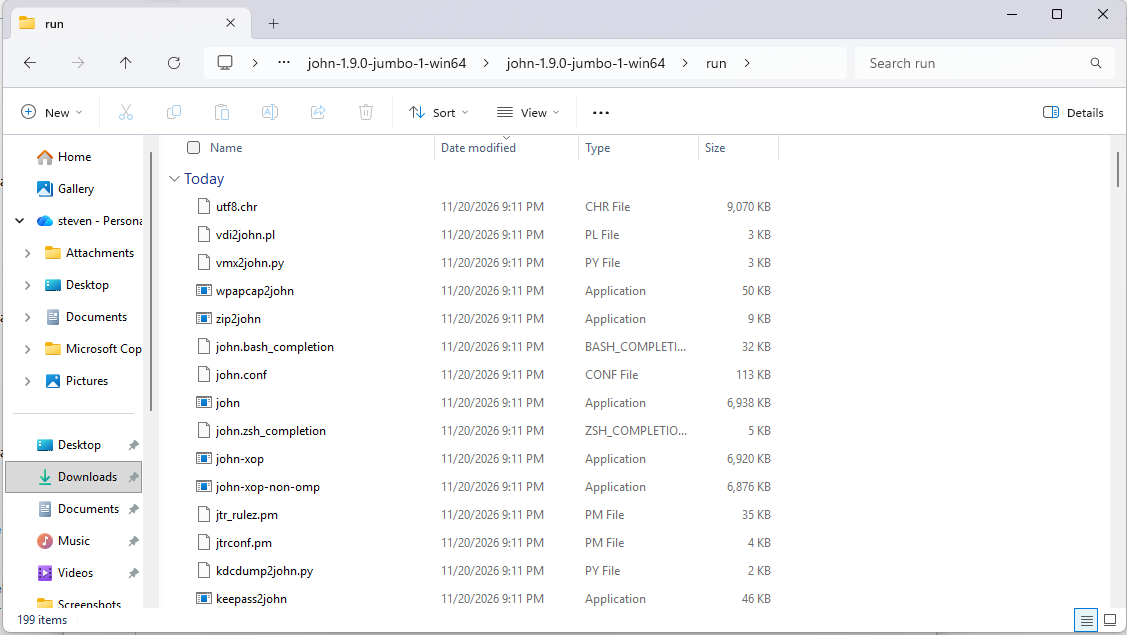 run
john-1.9.0-jumbo-1-win64 john-1.9.0-jumbo-1-win64 run Search run
New Sort View Details
Name Date modified Type Size
Today
utf8.chr 11/20/2026 9:11 PM CHR File 9,070 KB
vdi2john.pl 11/20/2026 9:11 PM PL File 3 KB
vmx2john.py 11/20/2026 9:11 PM PY File 3 KB
wpapcap2john 11/20/2026 9:11 PM Application 50 KB
zip2john 11/20/2026 9:11 PM Application 9 KB
john.bash_completion 11/20/2026 9:11 PM BASH_COMPLETI... 32 KB
john.conf 11/20/2026 9:11 PM CONF File 113 KB
john 11/20/2026 9:11 PM Application 6,938 KB
john.zsh_completion 11/20/2026 9:11 PM ZSH_COMPLETIO... 5 KB
john-xop 11/20/2026 9:11 PM Application 6,920 KB
john-xop-non-omp 11/20/2026 9:11 PM Application 6,876 KB
jtr_rulez.pm 11/20/2026 9:11 PM PM File 35 KB
jtrconf.pm 11/20/2026 9:11 PM PM File 4 KB
kdcdump2john.py 11/20/2026 9:11 PM PY File 2 KB
keepass2john 11/20/2026 9:11 PM Application 46 KB
Home
Gallery
steven - Persona
Attachments
Desktop
Documents
Microsoft Cop
Pictures
Desktop
Downloads
Documents
Music
Videos
Screenshots
199 items